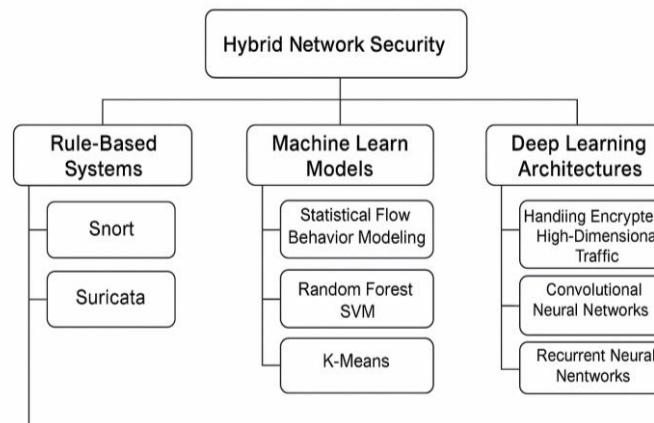 Hybrid Network Security
Rule-Based
Systems
Snort
Suricata
Machine Learn
Models
Statistical Flow
Behavior Modeling
Random Forest
SVM
K-Means
Deep Learning
Architectures
Handiing Encrypte
High-Dimensiona
Traffic
Convolutional
Neural Networks
Recurrent Neural
Nentworks